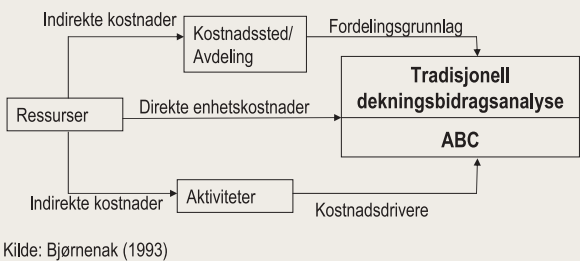 Indirekte kostnader
Kostnadssted/
Avdeling
Fordelingsgrunnlag
Tradisjonell
dekningsbidragsanalyse
Ressurser
Direkte enhetskostnader
ABC
Indirekte kostnader
Aktiviteter
Kostnadsdrivere
Kilde: Bjørnenak (1993)